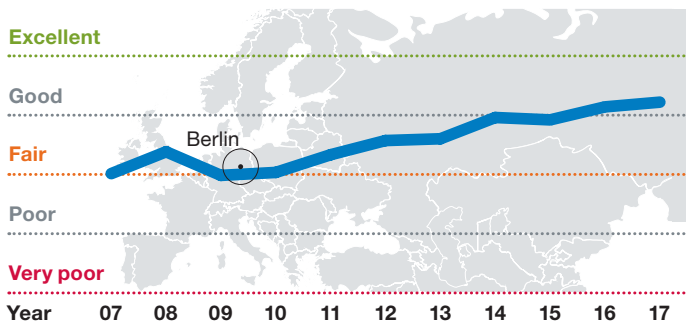 Excellent
Good
Berlin
Fair
Poor
Very poor
Year 07 08 09 10 11 12 13 14 15 16 17